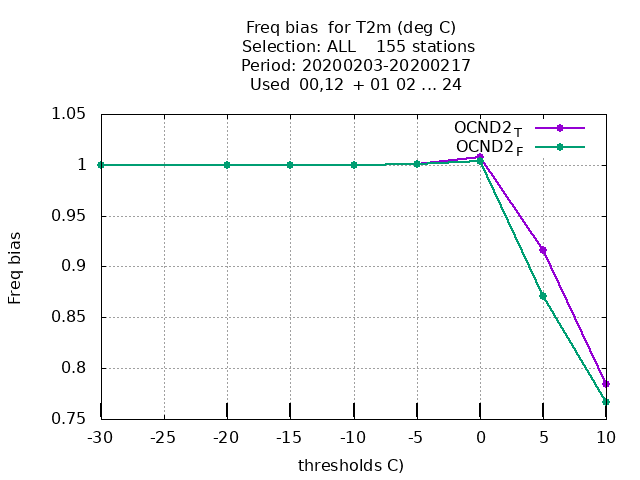 Freq bias  for T2m (deg C)
Selection: ALL    155 stations
Period: 20200203-20200217
Used  00,12  + 01 02 ... 24
OCND2T
OCND2F
1.05
1
0.95
0.9
0.85
0.8
0.75
Freq bias
-30 -25 -20 -15 -10 -5 0 5 10
thresholds C)